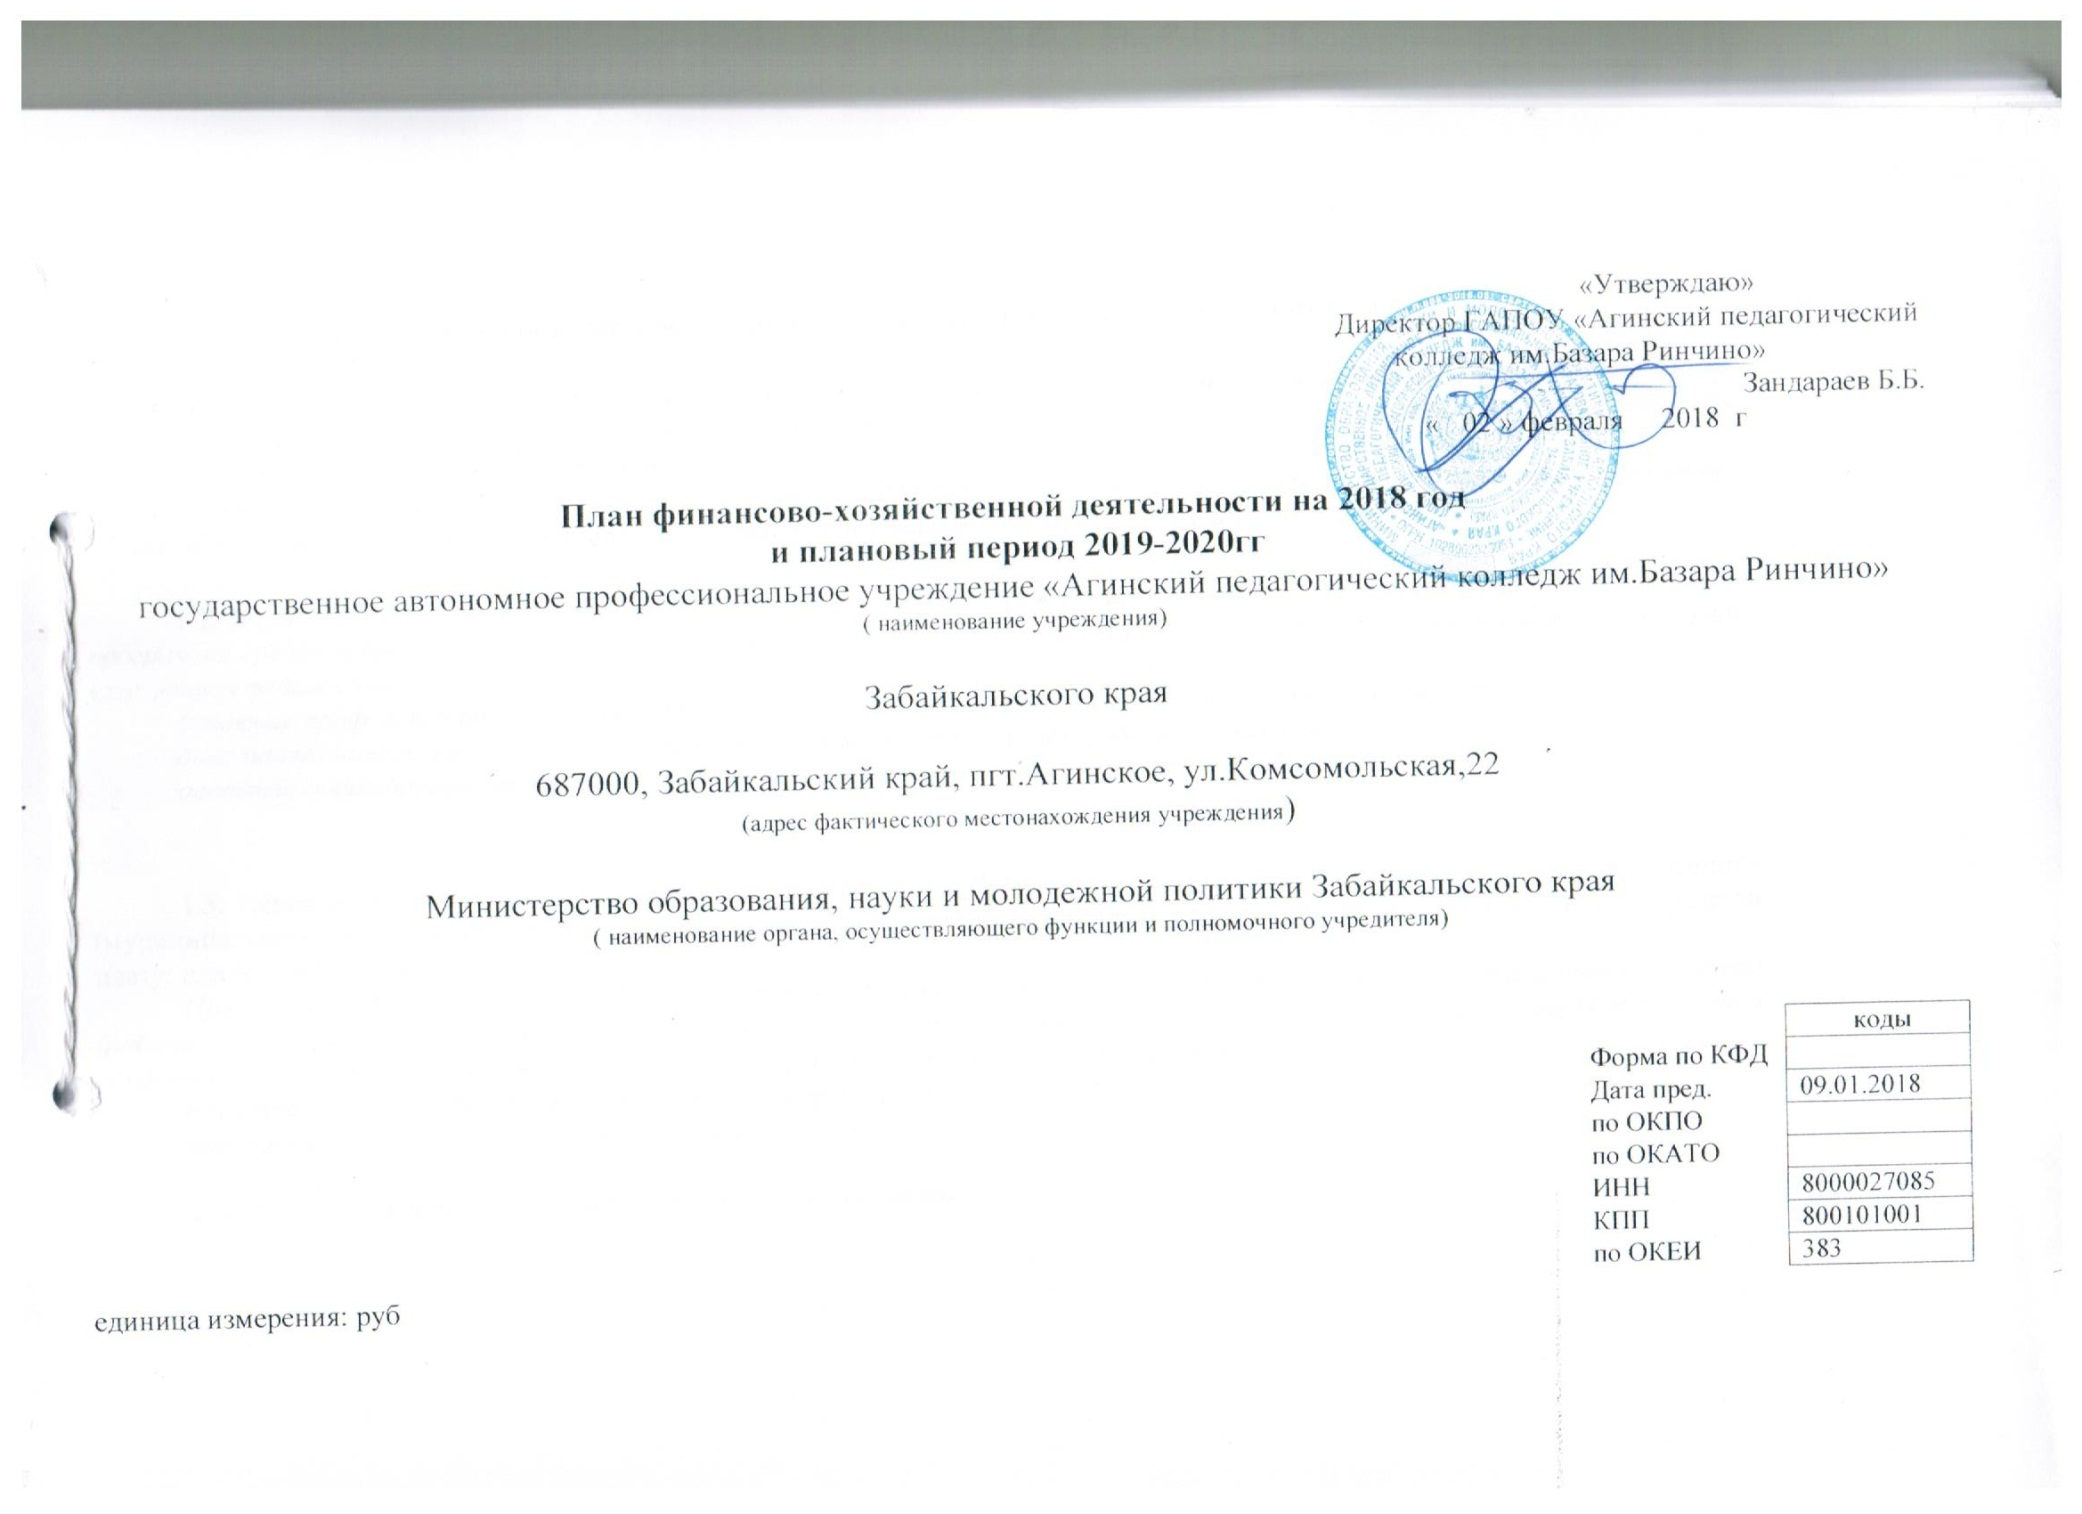 «Утверждаю»
Директор ГАПОУ «Агинский педагогический
колледж им.Базара Ринчино»
Зандараев Б.Б.
« 02 » февраля 2018 г
План финансово-хозяйственной деятельности на 2018 год
и плановый период 2019-2020гг
государственное автономное профессиональное учреждение «Агинский педагогический колледж им.Базара Ринчино»
( наименование учреждения)
Забайкальского края
687000, Забайкальский край, пгт.Агинское, ул.Комсомольская,22
(адрес фактического местонахождения учреждения)
Министерство образования, науки и молодежной политики Забайкальского края
( наименование органа, осуществляющего функции и полномочного учредителя)
коды
Форма по КФД
Дата пред. 09.01.2018
по ОКПО
по ОКАТО
ИНН 8000027085
КПП 800101001
по ОКЕИ 383
единица измерения: руб